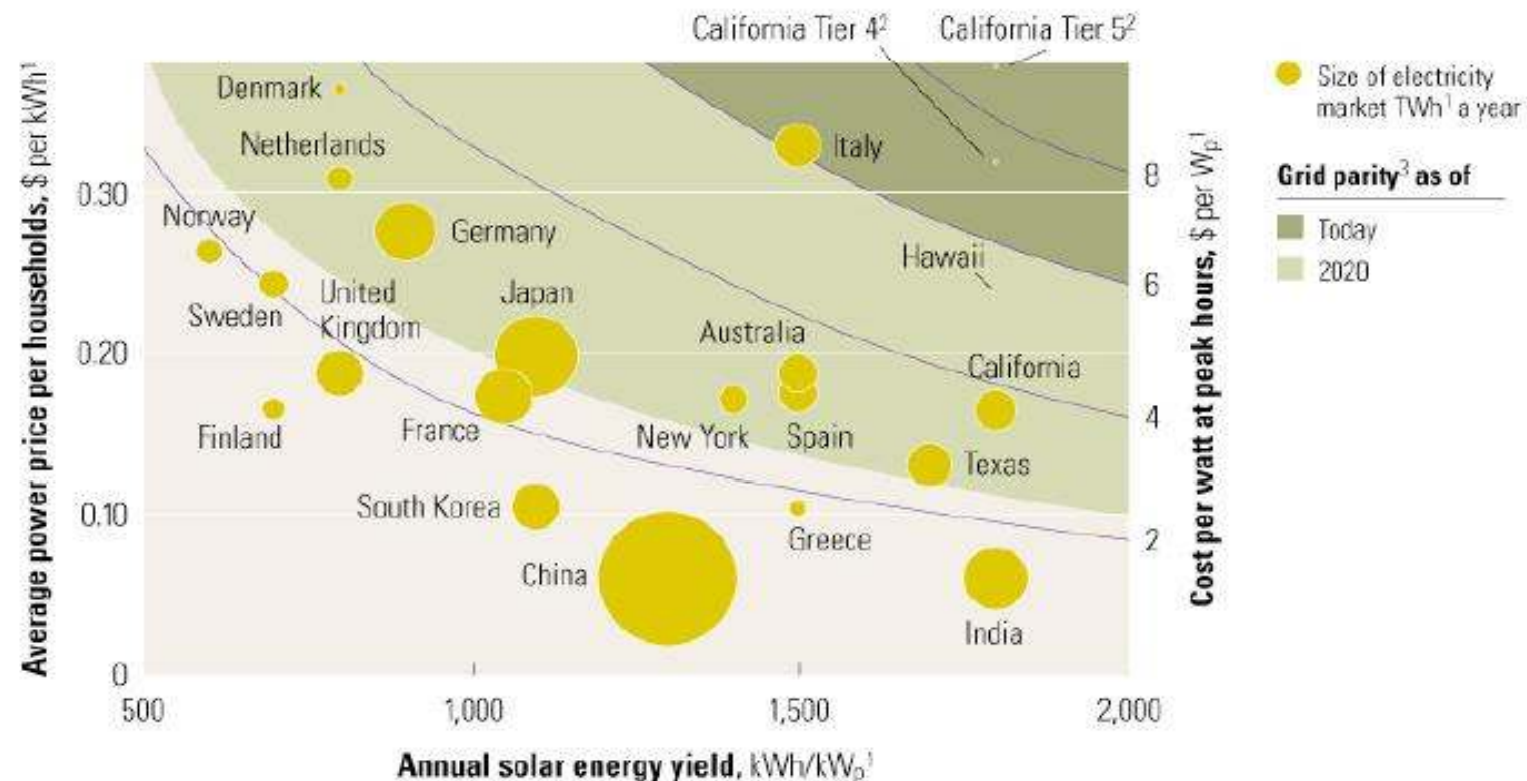 California Tier 4²
California Tier 5²
Average power price per households, $ per kWh¹
0.30
0.20
0.10
0
Denmark
Netherlands
Norway
Germany
Sweden
United
Kingdom
Japan
Finland
France
Italy
Hawaii
Australia
California
New York
Spain
Texas
South Korea
Greece
China
India
8
6
4
2
Cost per watt at peak hours, $ per Wp¹
500
1,000
1,500
2,000
Annual solar energy yield, kWh/kWp¹
Size of electricity
market TWh¹ a year
Grid parity³ as of
Today
2020